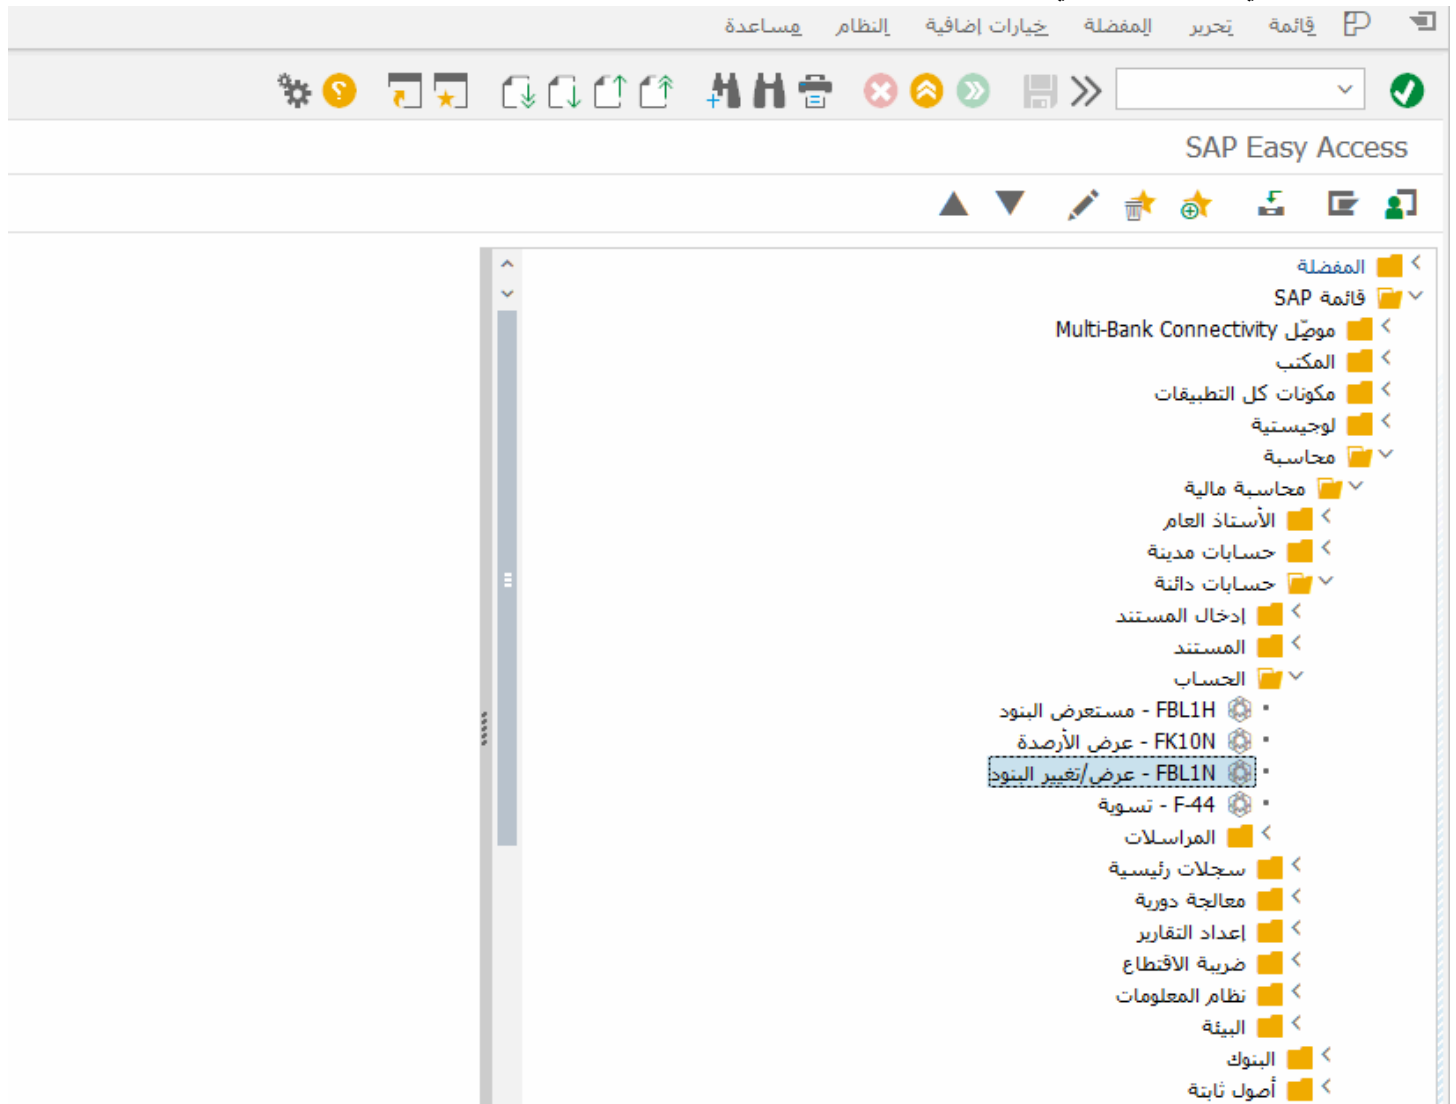 قائمة تحرير المفضلة خيارات إضافية النظام مساعدة
SAP Easy Access
المفضلة
قائمة SAP
موصّل Multi-Bank Connectivity
المكتب
مكونات كل التطبيقات
لوجيستية
محاسبة
محاسبة مالية
الأستاذ العام
حسابات مدينة
حسابات دائنة
إدخال المستند
المستند
الحساب
FBL1H - مستعرض البنود
FK10N - عرض الأرصدة
FBL1N - عرض/تغيير البنود
F-44 - تسوية
المراسلات
سجلات رئيسية
معالجة دورية
إعداد التقارير
ضريبة الاقتطاع
نظام المعلومات
البيئة
البنوك
أصول ثابتة